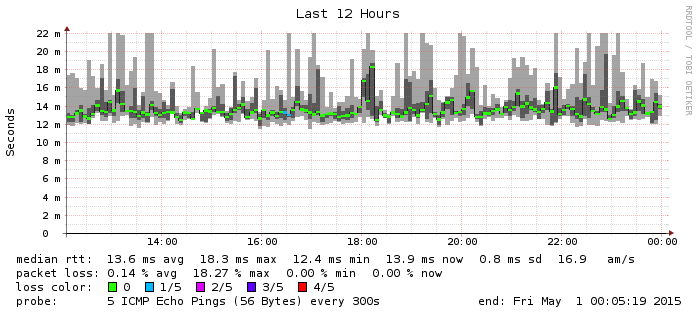 Last 12 Hours
RRDTOOL / TOBI OETIKER
Seconds
22 m
20 m
18 m
16 m
14 m
12 m
10 m
8 m
6 m
4 m
2 m
0
14:00 16:00 18:00 20:00 22:00 00:00
median rtt: 13.6 ms avg 18.3 ms max 12.4 ms min 13.9 ms now 0.8 ms sd 16.9 am/s
packet loss: 0.14 % avg 18.27 % max 0.00 % min 0.00 % now
loss color: 0 1/5 2/5 3/5 4/5
probe: 5 ICMP Echo Pings (56 Bytes) every 300s end: Fri May 1 00:05:19 2015